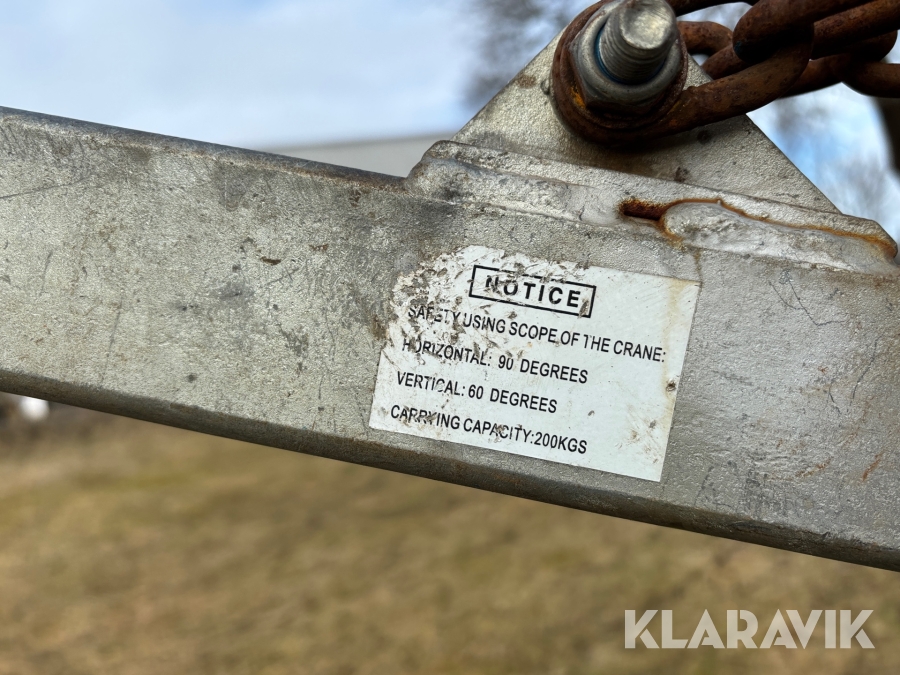 NOTICE
SAFETY USING SCOPE OF THE CRANE:
HORIZONTAL: 90 DEGREES
VERTICAL: 60 DEGREES
CARRYING CAPACITY:200KGS
KLARAVIK